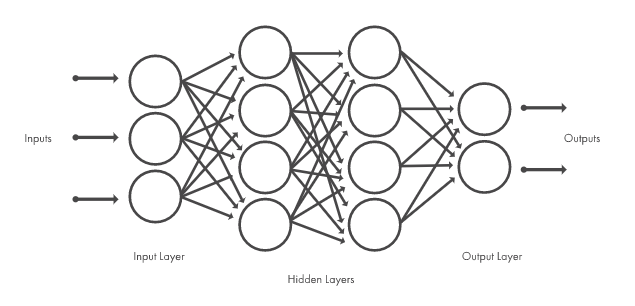 Inputs
Outputs
Input Layer
Output Layer
Hidden Layers